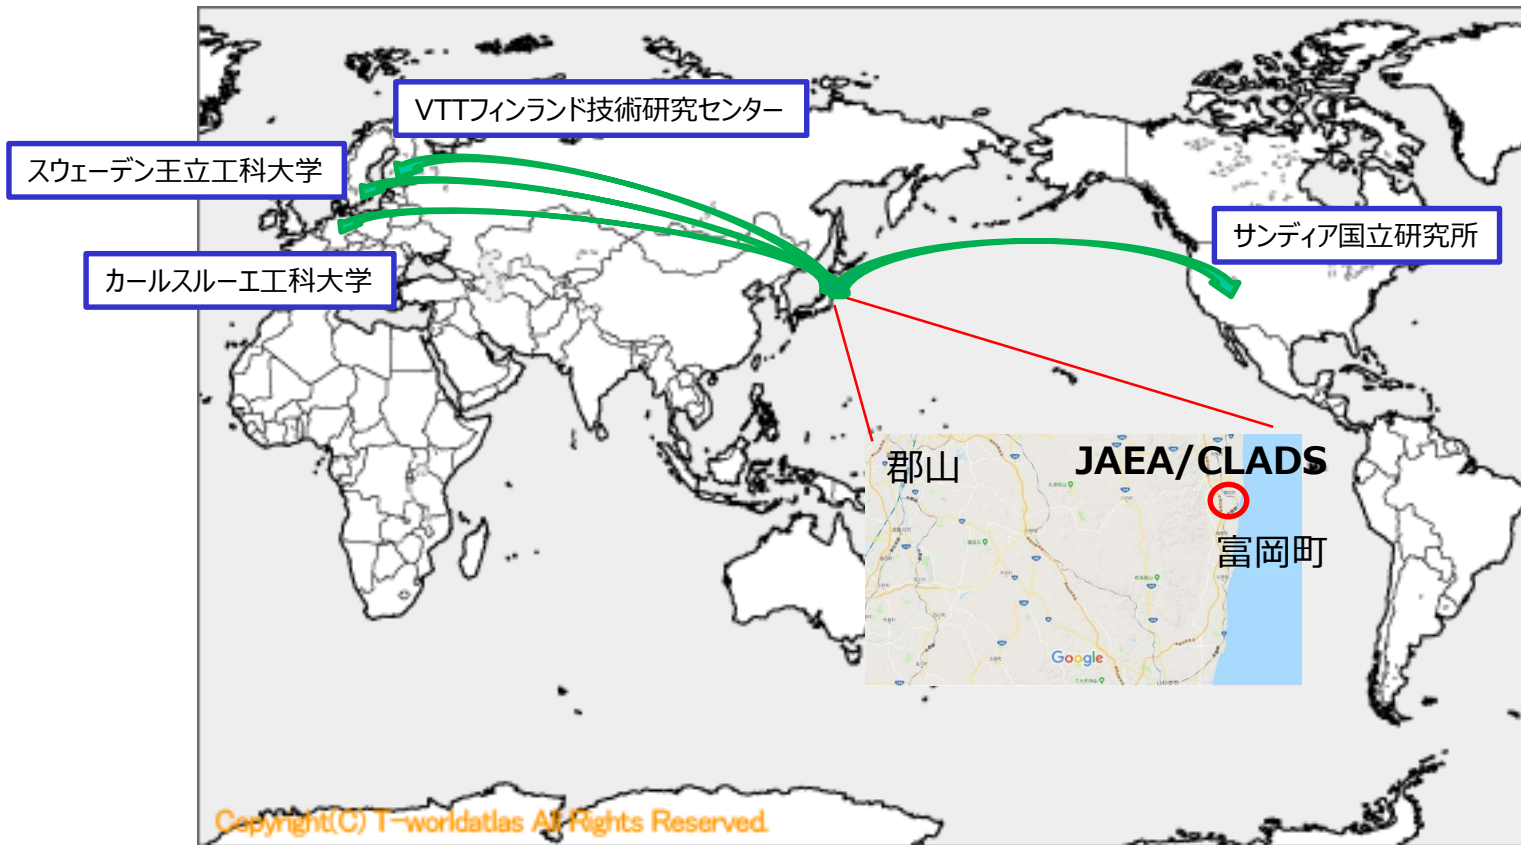 VTTフィンランド技術研究センター
スウェーデン王立工科大学
サンディア国立研究所
カールスルーエ工科大学
郡山
JAEA/CLADS
富岡町
Google
Copyright(C) T-worldatlas All Rights Reserved.